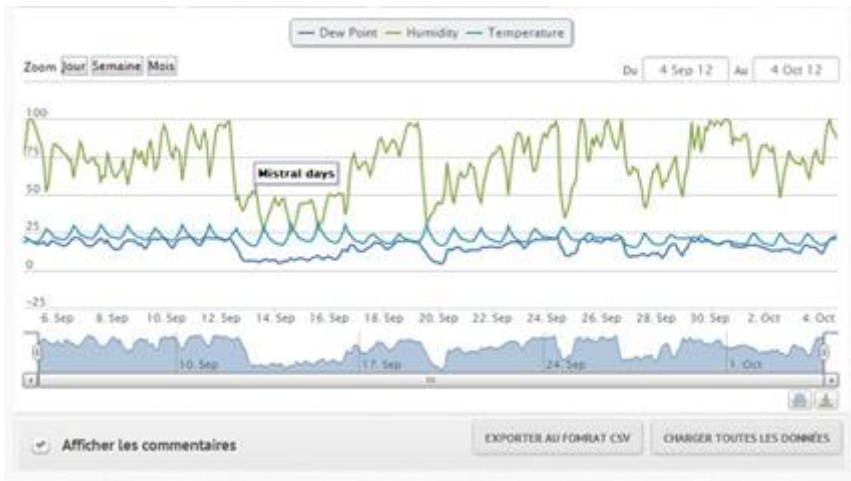 Dew Point Humidity Temperature
Zoom Jour Semaine Mois Du 4 Sep 12 Au 4 Oct 12
100
75
Mistral days
50
25
0
-25
6. Sep 8. Sep 10. Sep 12. Sep 14. Sep 16. Sep 18. Sep 20. Sep 22. Sep 24. Sep 26. Sep 28. Sep 30. Sep 2. Oct 4. Oct
10. Sep 17. Sep 24. Sep 1. Oct
Afficher les commentaires EXPORTER AU FOMRAT CSV CHARGER TOUTES LES DONNÉES